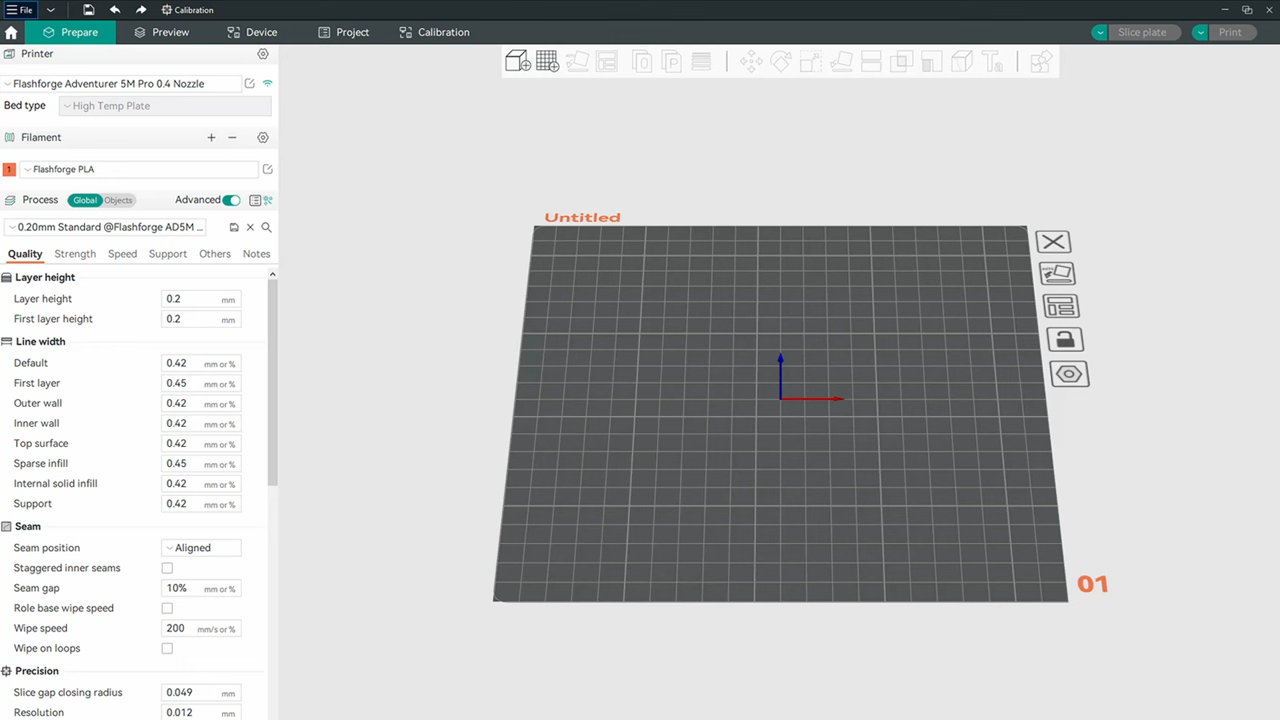 File
Calibration
Prepare
Preview
Device
Project
Calibration
Slice plate
Print
Printer
Flashforge Adventurer 5M Pro 0.4 Nozzle
Bed type
High Temp Plate
Filament
1
Flashforge PLA
Process
Global
Objects
Advanced
0.20mm Standard @Flashforge AD5M ...
Quality
Strength
Speed
Support
Others
Notes
Layer height
Layer height 0.2 mm
First layer height 0.2 mm
Line width
Default 0.42 mm or %
First layer 0.45 mm or %
Outer wall 0.42 mm or %
Inner wall 0.42 mm or %
Top surface 0.42 mm or %
Sparse infill 0.45 mm or %
Internal solid infill 0.42 mm or %
Support 0.42 mm or %
Seam
Seam position Aligned
Staggered inner seams
Seam gap 10% mm or %
Role base wipe speed
Wipe speed 200 mm/s or %
Wipe on loops
Precision
Slice gap closing radius 0.049 mm
Resolution 0.012 mm
Untitled
01